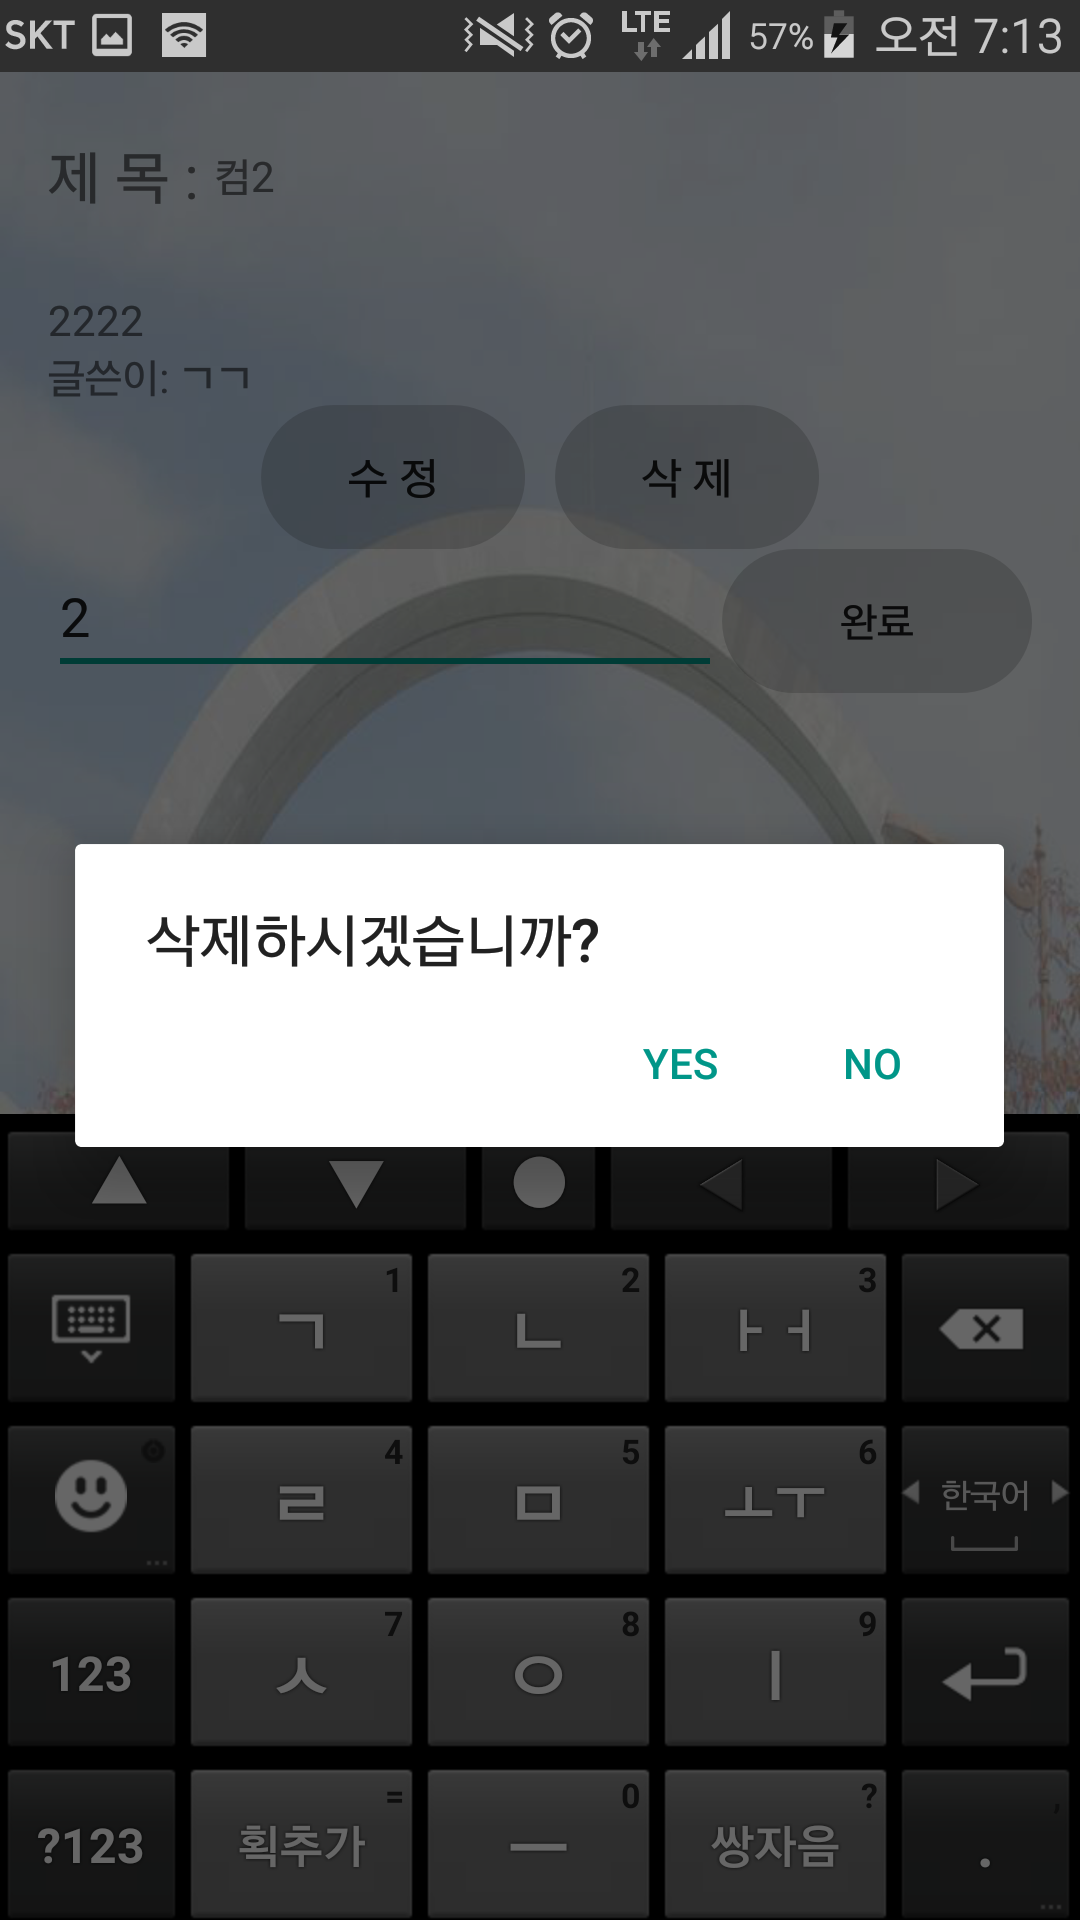 SKT LTE 57% 오전 7:13
제 목 : 컴2
2222
글쓴이: ㄱㄱ
수 정 삭 제
2 완료
삭제하시겠습니까?
YES NO
ㄱ 1 ㄴ 2 ㅏㅓ 3
ㄹ 4 ㅁ 5 ㅗㅜ 6 한국어
123 ㅅ 7 ㅇ 8 ㅣ 9
?123 획추가 = ㅡ 0 쌍자음 ? . ,